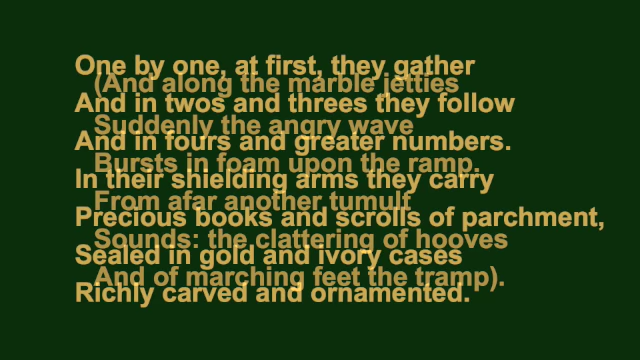 One by one, at first, they gather
(And along the marble jetties
And in twos and threes they follow
Suddenly the angry wave
And in fours and greater numbers.
Bursts in foam upon the ramp.
In their shielding arms they carry
From afar another tumult
Precious books and scrolls of parchment,
Sounds: the clattering of hooves
Sealed in gold and ivory cases
And of marching feet the tramp).
Richly carved and ornamented.